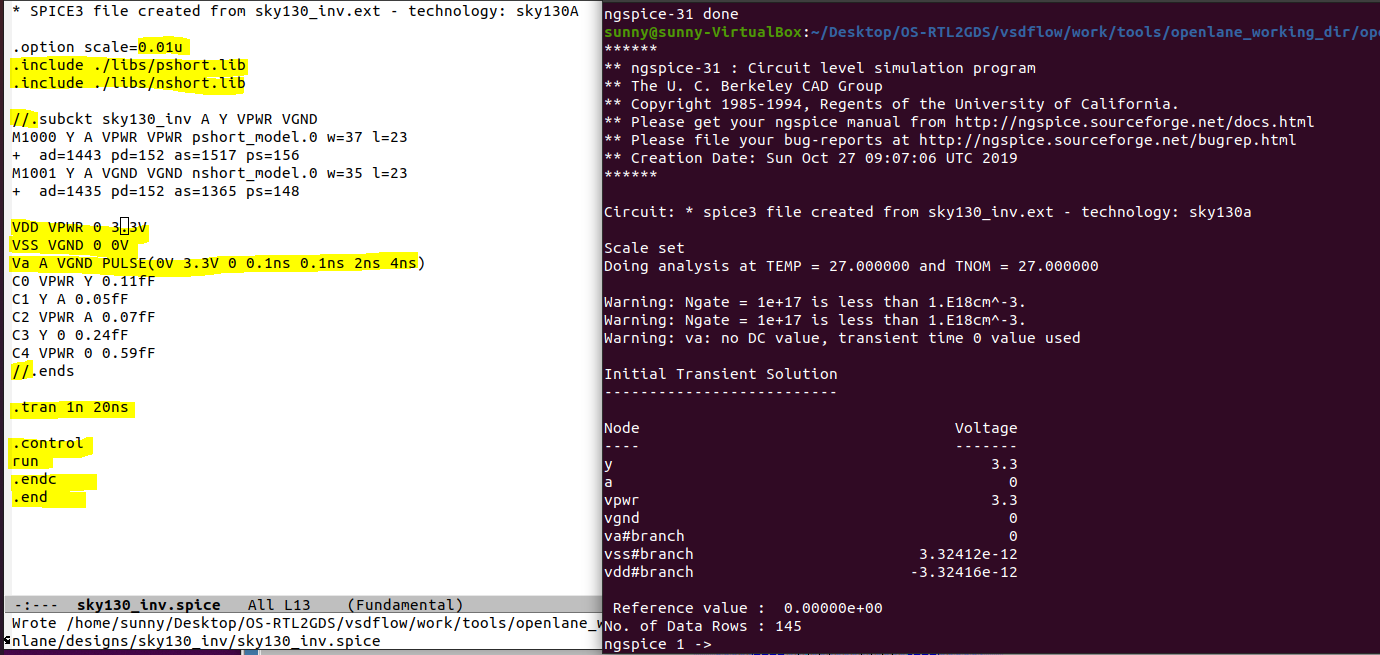 * SPICE3 file created from sky130_inv.ext - technology: sky130A
.option scale=0.01u
.include ./libs/pshort.lib
.include ./libs/nshort.lib
//.subckt sky130_inv A Y VPWR VGND
M1000 Y A VPWR VPWR pshort_model.0 w=37 l=23
+  ad=1443 pd=152 as=1517 ps=156
M1001 Y A VGND VGND nshort_model.0 w=35 l=23
+  ad=1435 pd=152 as=1365 ps=148
VDD VPWR 0 3.3V
VSS VGND 0 0V
Va A VGND PULSE(0V 3.3V 0 0.1ns 0.1ns 2ns 4ns)
C0 VPWR Y 0.11fF
C1 Y A 0.05fF
C2 VPWR A 0.07fF
C3 Y 0 0.24fF
C4 VPWR 0 0.59fF
//.ends
.tran 1n 20ns
.control
run
.endc
.end
-:---  sky130_inv.spice   All L13    (Fundamental)
Wrote /home/sunny/Desktop/OS-RTL2GDS/vsdflow/work/tools/openlane_w
nlane/designs/sky130_inv/sky130_inv.spice
ngspice-31 done
sunny@sunny-VirtualBox:~/Desktop/OS-RTL2GDS/vsdflow/work/tools/openlane_working_dir/op
******
** ngspice-31 : Circuit level simulation program
** The U. C. Berkeley CAD Group
** Copyright 1985-1994, Regents of the University of California.
** Please get your ngspice manual from http://ngspice.sourceforge.net/docs.html
** Please file your bug-reports at http://ngspice.sourceforge.net/bugrep.html
** Creation Date: Sun Oct 27 09:07:06 UTC 2019
******
Circuit: * spice3 file created from sky130_inv.ext - technology: sky130a
Scale set
Doing analysis at TEMP = 27.000000 and TNOM = 27.000000
Warning: Ngate = 1e+17 is less than 1.E18cm^-3.
Warning: Ngate = 1e+17 is less than 1.E18cm^-3.
Warning: va: no DC value, transient time 0 value used
Initial Transient Solution
--------------------------
Node                                   Voltage
----                                   -------
y                                          3.3
a                                            0
vpwr                                       3.3
vgnd                                         0
va#branch                                    0
vss#branch                         3.32412e-12
vdd#branch                        -3.32416e-12
Reference value :  0.00000e+00
No. of Data Rows : 145
ngspice 1 ->